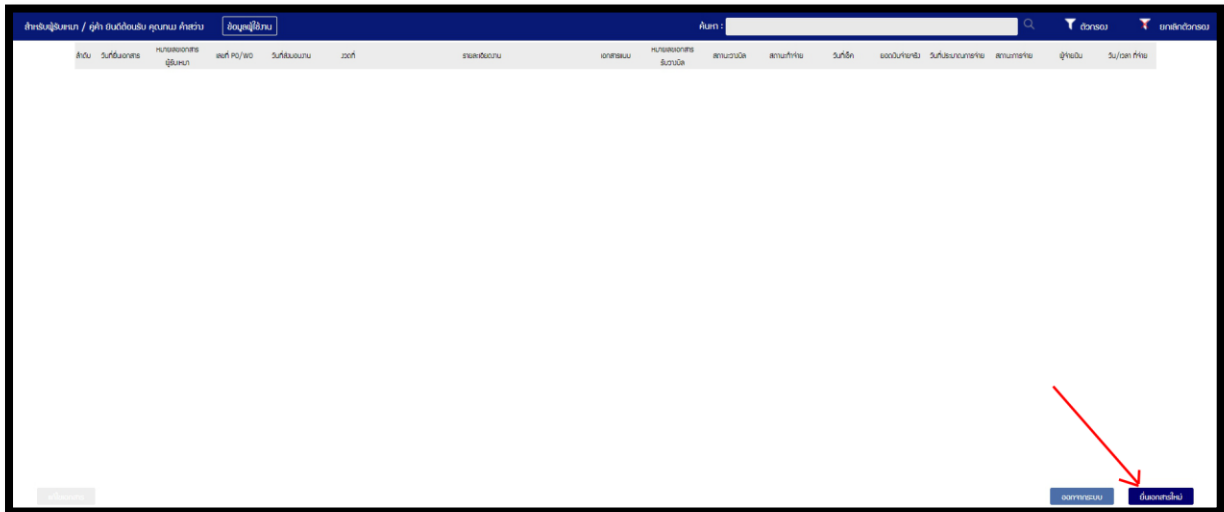 สำหรับผู้รับเหมา / คู่ค้า ยินดีต้อนรับ คุณทนง คำสว่าง ข้อมูลผู้ใช้งาน ค้นหา : ตัวกรอง ยกเลิกตัวกรอง
ลำดับ วันที่ยื่นเอกสาร หมายเลขเอกสาร ผู้รับเหมา เลขที่ PO/WO วันที่ส่งมอบงาน งวดที่ รายละเอียดงาน เอกสารแนบ หมายเลขเอกสาร รับวางบิล สถานะวางบิล สถานะทำจ่าย วันที่เช็ค ยอดเงินจ่ายจริง วันที่ประมาณการจ่าย สถานะการจ่าย ผู้จ่ายเงิน วัน/เวลา ที่จ่าย
ออกจากระบบ ยื่นเอกสารใหม่